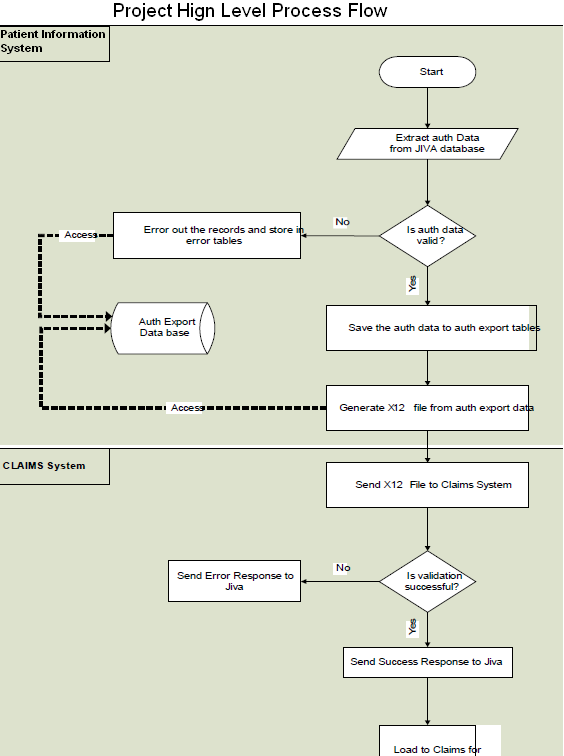 Project Hign Level Process Flow
Patient Information
System
Start
Extract auth Data
from JIVA database
Is auth data
valid?
No
Error out the records and store in
error tables
Access
Yes
Auth Export
Data base
Save the auth data to auth export tables
Generate X12 file from auth export data
Access
CLAIMS System
Send X12 File to Claims System
Is validation
successful?
No
Send Error Response to
Jiva
Yes
Send Success Response to Jiva
Load to Claims for